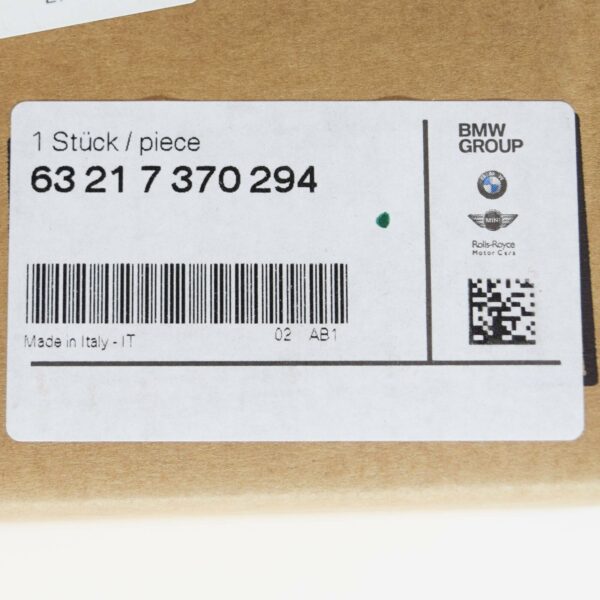 1 Stück / piece
63 21 7 370 294
Made in Italy - IT
02 AB1
BMW
GROUP
MINI
Rolls-Royce
Motor Cars